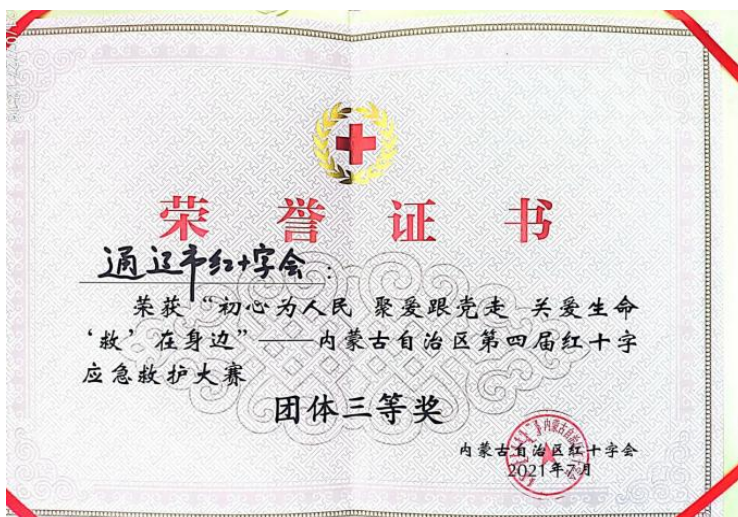 荣誉证书
通辽市红十字会：
荣获“初心为人民 聚爱跟党走 关爱生命
‘救’在身边”——内蒙古自治区第四届红十字
应急救护大赛
团体三等奖
内蒙古自治区红十字会
2021年7月